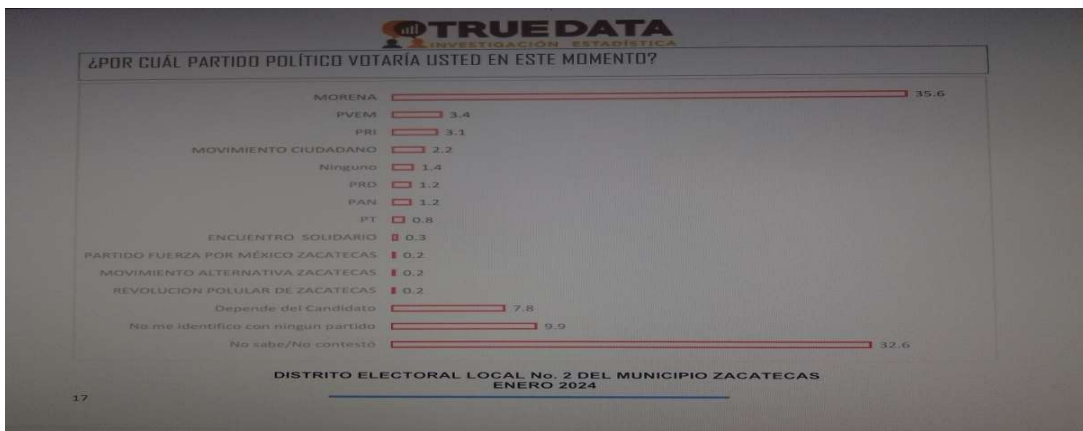 TRUEDATA
INVESTIGACIÓN ESTADÍSTICA
¿POR CUÁL PARTIDO POLÍTICO VOTARÍA USTED EN ESTE MOMENTO?
MORENA 35.6
PVEM 3.4
PRI 3.1
MOVIMIENTO CIUDADANO 2.2
Ninguno 1.4
PRD 1.2
PAN 1.2
PT 0.8
ENCUENTRO SOLIDARIO 0.3
PARTIDO FUERZA POR MÉXICO ZACATECAS 0.2
MOVIMIENTO ALTERNATIVA ZACATECAS 0.2
REVOLUCION POLULAR DE ZACATECAS 0.2
Depende del Candidato 7.8
No me identifico con ningun partido 9.9
No sabe/No contestó 32.6
DISTRITO ELECTORAL LOCAL No. 2 DEL MUNICIPIO ZACATECAS
ENERO 2024
17